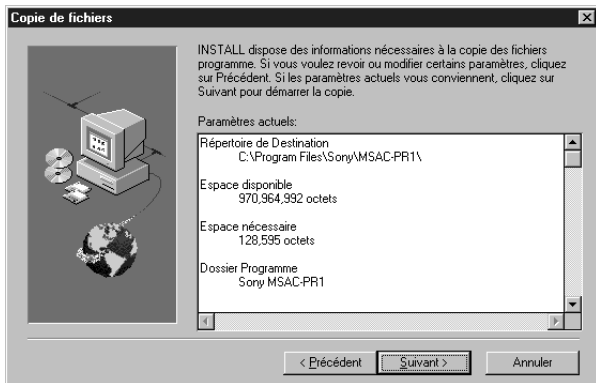 Copie de fichiers
INSTALL dispose des informations nécessaires à la copie des fichiers
programme. Si vous voulez revoir ou modifier certains paramètres, cliquez
sur Précédent. Si les paramètres actuels vous conviennent, cliquez sur
Suivant pour démarrer la copie.
Paramètres actuels:
Répertoire de Destination
C:\Program Files\Sony\MSAC-PR1\
Espace disponible
970,964,992 octets
Espace nécessaire
128,595 octets
Dossier Programme
Sony MSAC-PR1
< Précédent
Suivant >
Annuler